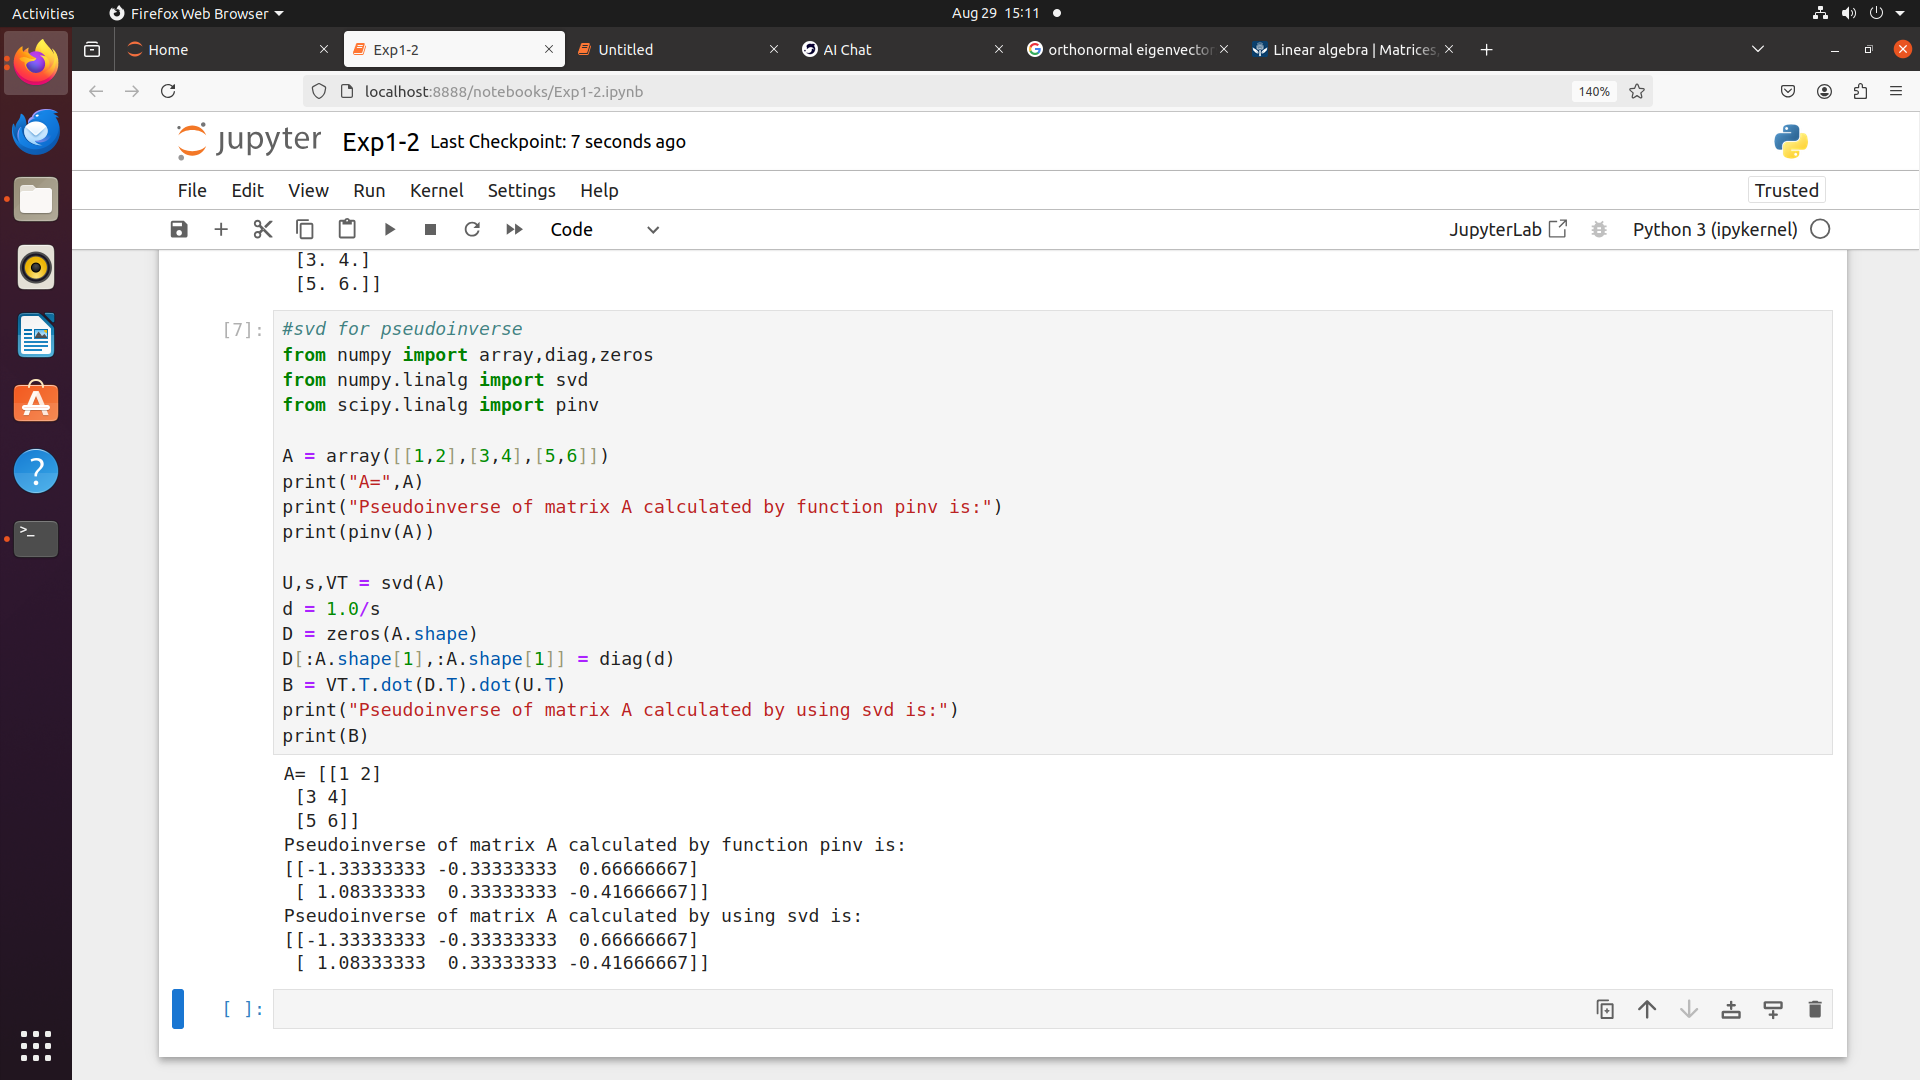 Activities
Firefox Web Browser
Aug 29 15:11
Home
Exp1-2
Untitled
AI Chat
orthonormal eigenvector
Linear algebra | Matrices,
localhost:8888/notebooks/Exp1-2.ipynb
140%
jupyter
Exp1-2
Last Checkpoint: 7 seconds ago
File Edit View Run Kernel Settings Help
Trusted
Code
JupyterLab
Python 3 (ipykernel)
[3. 4.]
[5. 6.]]
[7]:
#svd for pseudoinverse
from numpy import array,diag,zeros
from numpy.linalg import svd
from scipy.linalg import pinv
A = array([[1,2],[3,4],[5,6]])
print("A=",A)
print("Pseudoinverse of matrix A calculated by function pinv is:")
print(pinv(A))
U,s,VT = svd(A)
d = 1.0/s
D = zeros(A.shape)
D[:A.shape[1],:A.shape[1]] = diag(d)
B = VT.T.dot(D.T).dot(U.T)
print("Pseudoinverse of matrix A calculated by using svd is:")
print(B)
A= [[1 2]
[3 4]
[5 6]]
Pseudoinverse of matrix A calculated by function pinv is:
[[-1.33333333 -0.33333333  0.66666667]
[ 1.08333333  0.33333333 -0.41666667]]
Pseudoinverse of matrix A calculated by using svd is:
[[-1.33333333 -0.33333333  0.66666667]
[ 1.08333333  0.33333333 -0.41666667]]
[ ]: